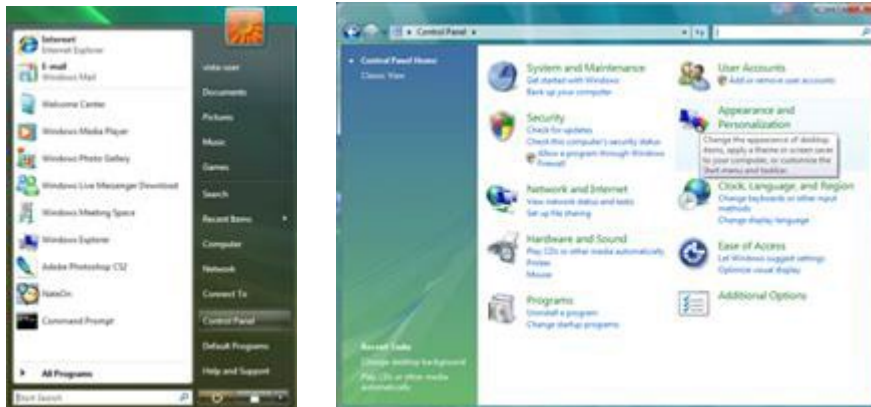 Internet
Internet Explorer
E-mail
Windows Mail
Welcome Center
Windows Media Player
Windows Photo Gallery
Windows Live Messenger Download
Windows Meeting Space
Windows Explorer
Adobe Photoshop CS2
NateOn
Command Prompt
All Programs
Start Search
vista user
Documents
Pictures
Music
Games
Search
Recent Items
Computer
Network
Connect To
Control Panel
Default Programs
Help and Support
Control Panel
Control Panel Home
Classic View
System and Maintenance
Get started with Windows
Back up your computer
Security
Check for updates
Check this computer's security status
Allow a program through Windows
Firewall
Network and Internet
View network status and tasks
Set up file sharing
Hardware and Sound
Play CDs or other media automatically
Printer
Mouse
Programs
Uninstall a program
Change startup programs
User Accounts
Add or remove user accounts
Appearance and
Personalization
Change the appearance of desktop
items, apply a theme or screen saver
to your computer, or customize the
Start menu and taskbar.
Clock, Language, and Region
Change keyboards or other input
methods
Change display language
Ease of Access
Let Windows suggest settings
Optimize visual display
Additional Options
Recent Tasks
Change desktop background
Play CDs or other media
automatically